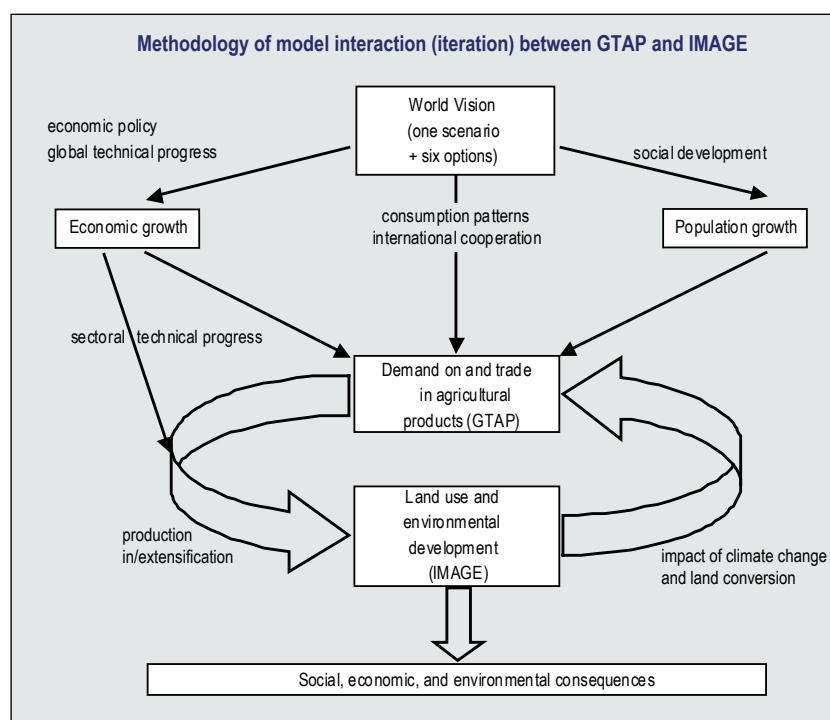 Methodology of model interaction (iteration) between GTAP and IMAGE
World Vision
(one scenario
+ six options)
economic policy
global technical progress
social development
Economic growth
consumption patterns
international cooperation
Population growth
sectoral technical progress
Demand on and trade
in agricultural
products (GTAP)
Land use and
environmental
development
(IMAGE)
production
in/extensification
impact of climate change
and land conversion
Social, economic, and environmental consequences